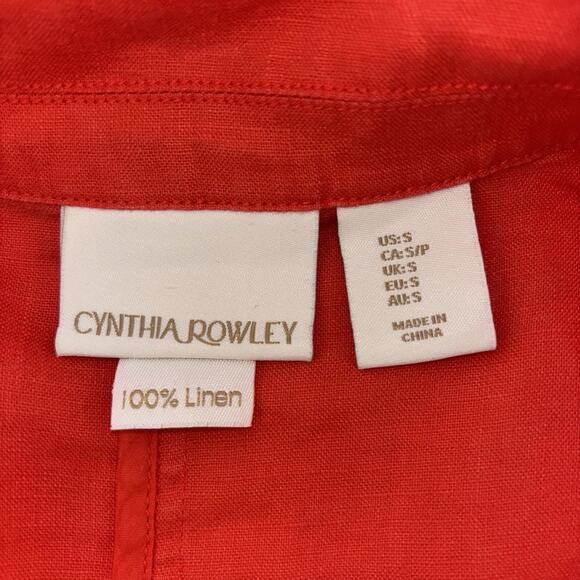 CYNTHIA ROWLEY
100% Linen
US: S
CA: S/P
UK: S
EU: S
AU: S
MADE IN
CHINA